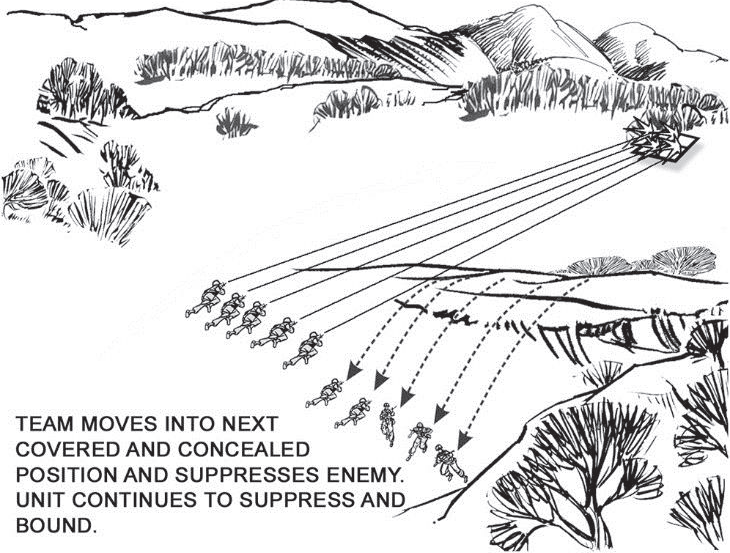 TEAM MOVES INTO NEXT
COVERED AND CONCEALED
POSITION AND SUPPRESSES ENEMY.
UNIT CONTINUES TO SUPPRESS AND
BOUND.